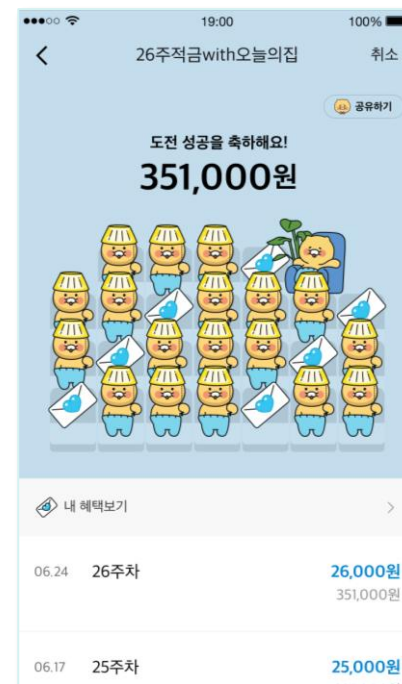 19:00
100%
26주적금with오늘의집
취소
공유하기
도전 성공을 축하해요!
351,000원
내 혜택보기
06.24 26주차 26,000원
351,000원
06.17 25주차 25,000원